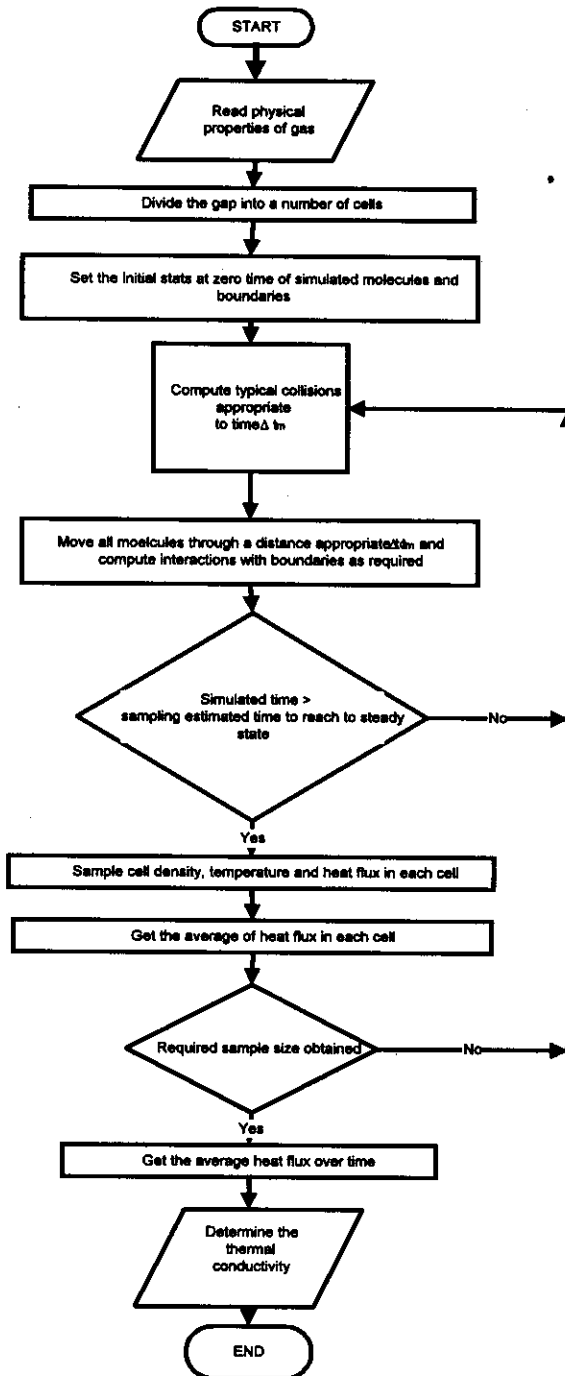 START
Read physical
properties of gas
Divide the gap into a number of cells
Set the Initial stats at zero time of simulated molecules and
boundaries
Compute typical collisions
appropriate
to timeΔ tm
Move all moelcules through a distance appropriate and
compute interactions with boundaries as required
Simulated time >
sampling estimated time to reach to steady
state
No
Yes
Sample cell density, temperature and heat flux in each cell
Get the average of heat flux in each cell
Required sample size obtained
No
Yes
Get the average heat flux over time
Determine the
thermal
conductivity
END